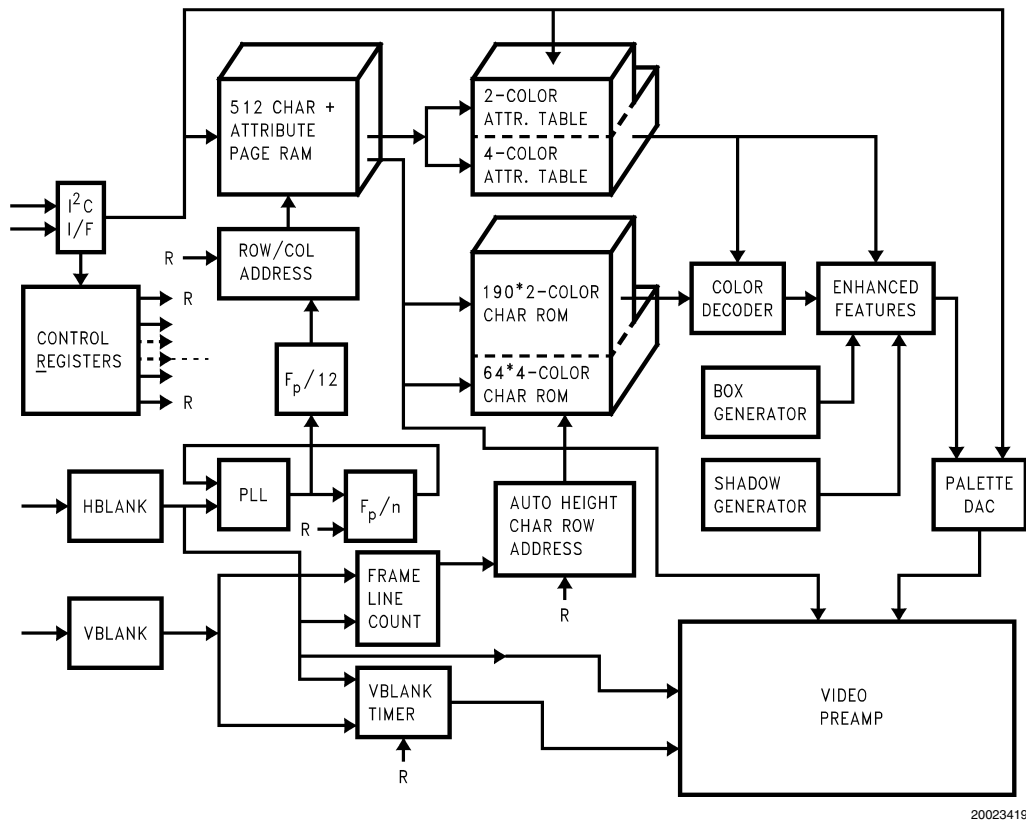 512 CHAR +
ATTRIBUTE
PAGE RAM
2-COLOR
ATTR. TABLE
4-COLOR
ATTR. TABLE
I²C
I/F
R
ROW/COL
ADDRESS
190*2-COLOR
CHAR ROM
64*4-COLOR
CHAR ROM
COLOR
DECODER
ENHANCED
FEATURES
CONTROL
REGISTERS
R
R
Fp/12
BOX
GENERATOR
HBLANK
PLL
Fp/n
R
AUTO HEIGHT
CHAR ROW
ADDRESS
R
SHADOW
GENERATOR
PALETTE
DAC
FRAME
LINE
COUNT
VBLANK
VBLANK
TIMER
R
VIDEO
PREAMP
20023419